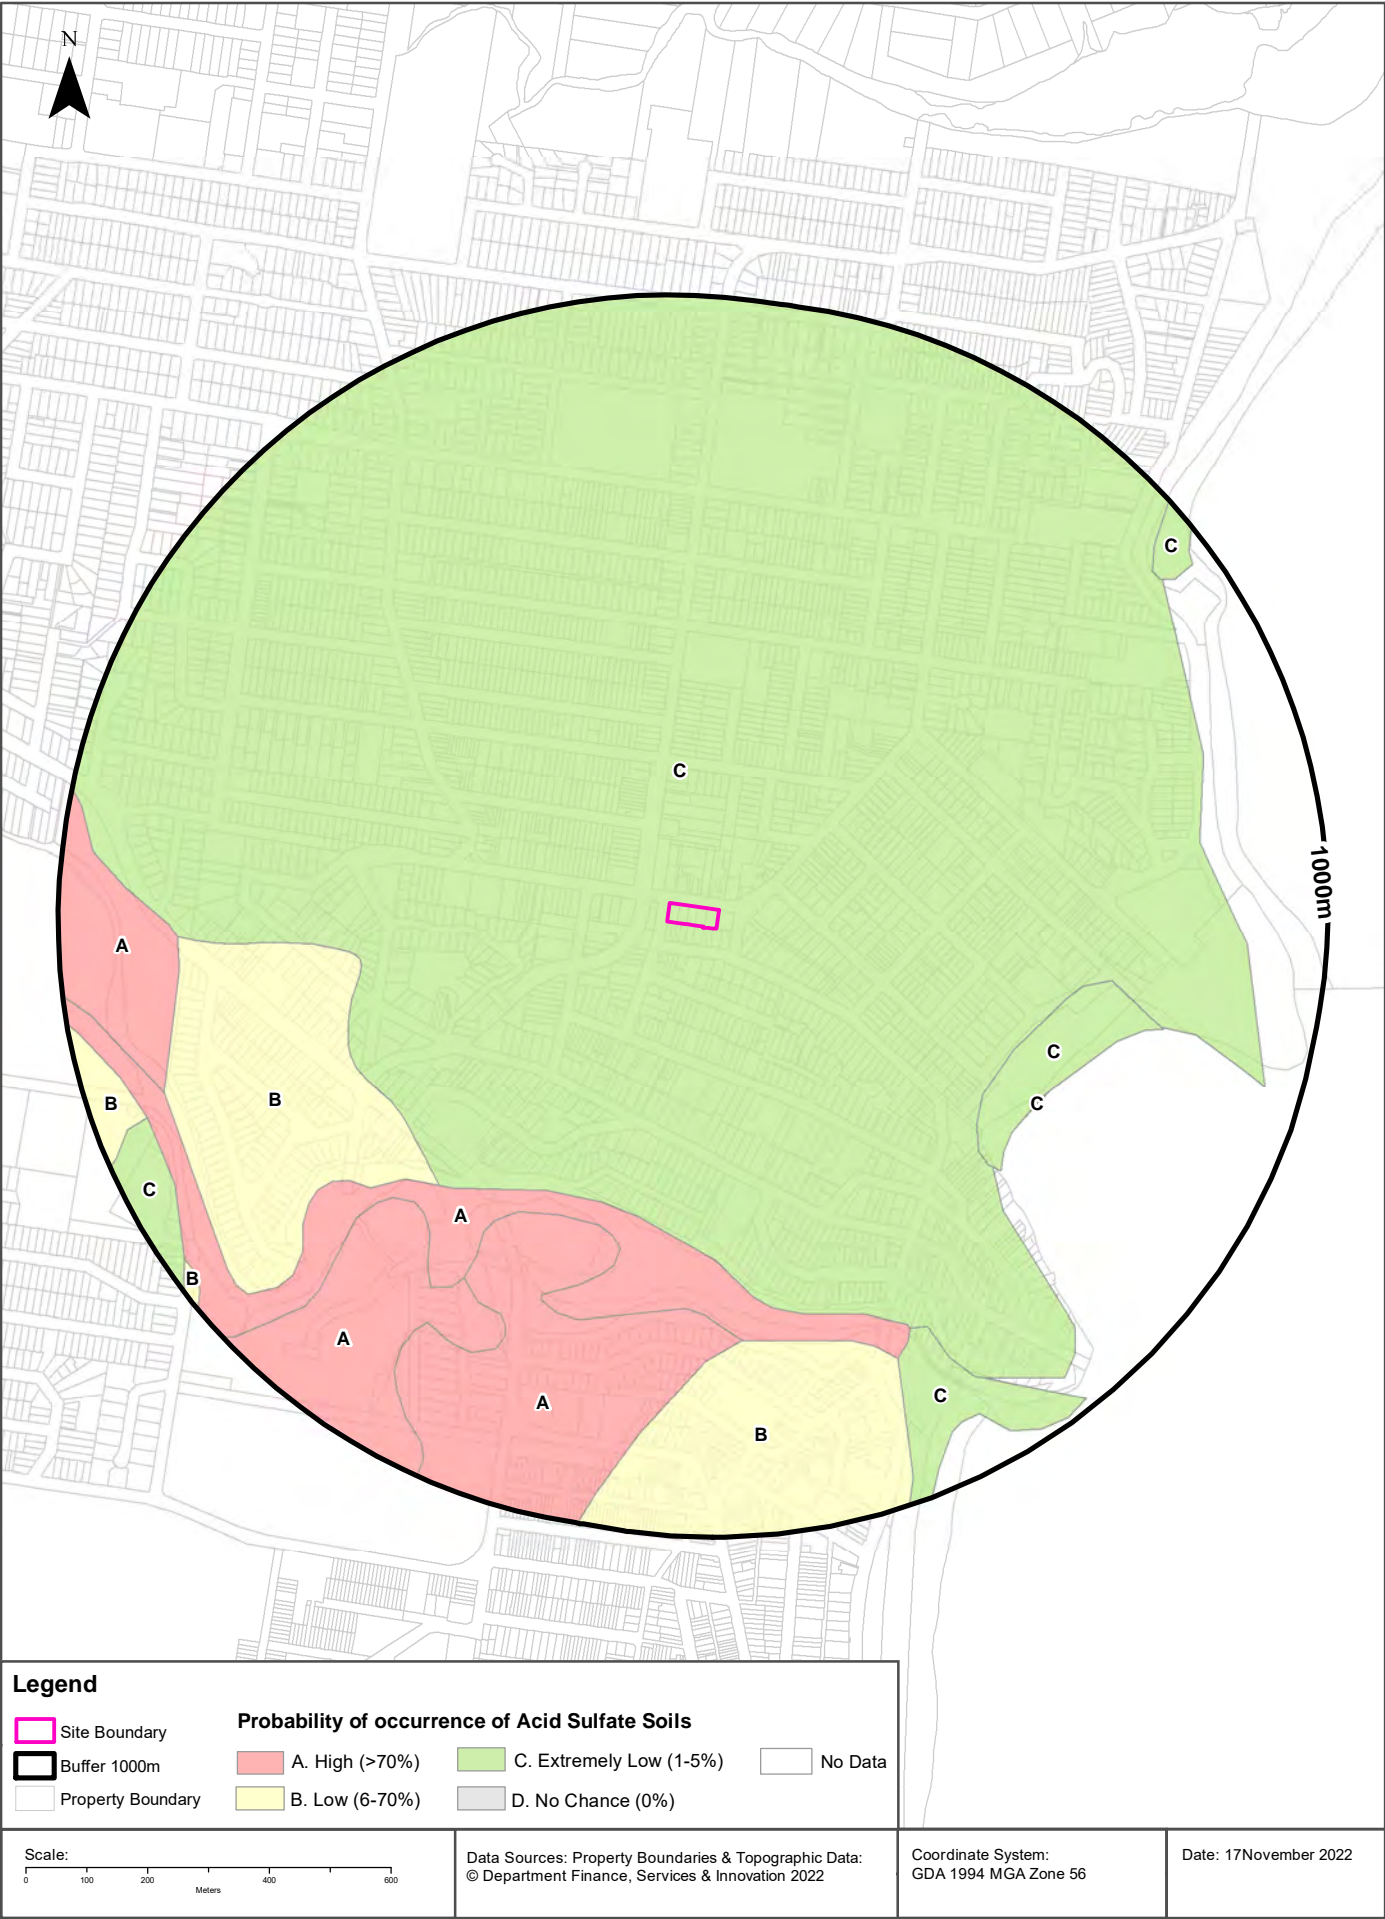 N
C
C
1000m
A
C
B
C
B
C
A
B
A
C
A
B
Legend
Site Boundary
Buffer 1000m
Property Boundary
Probability of occurrence of Acid Sulfate Soils
A. High (>70%)
C. Extremely Low (1-5%)
No Data
B. Low (6-70%)
D. No Chance (0%)
Scale:
0 100 200 400 600
Meters
Data Sources: Property Boundaries & Topographic Data:
© Department Finance, Services & Innovation 2022
Coordinate System:
GDA 1994 MGA Zone 56
Date: 17November 2022